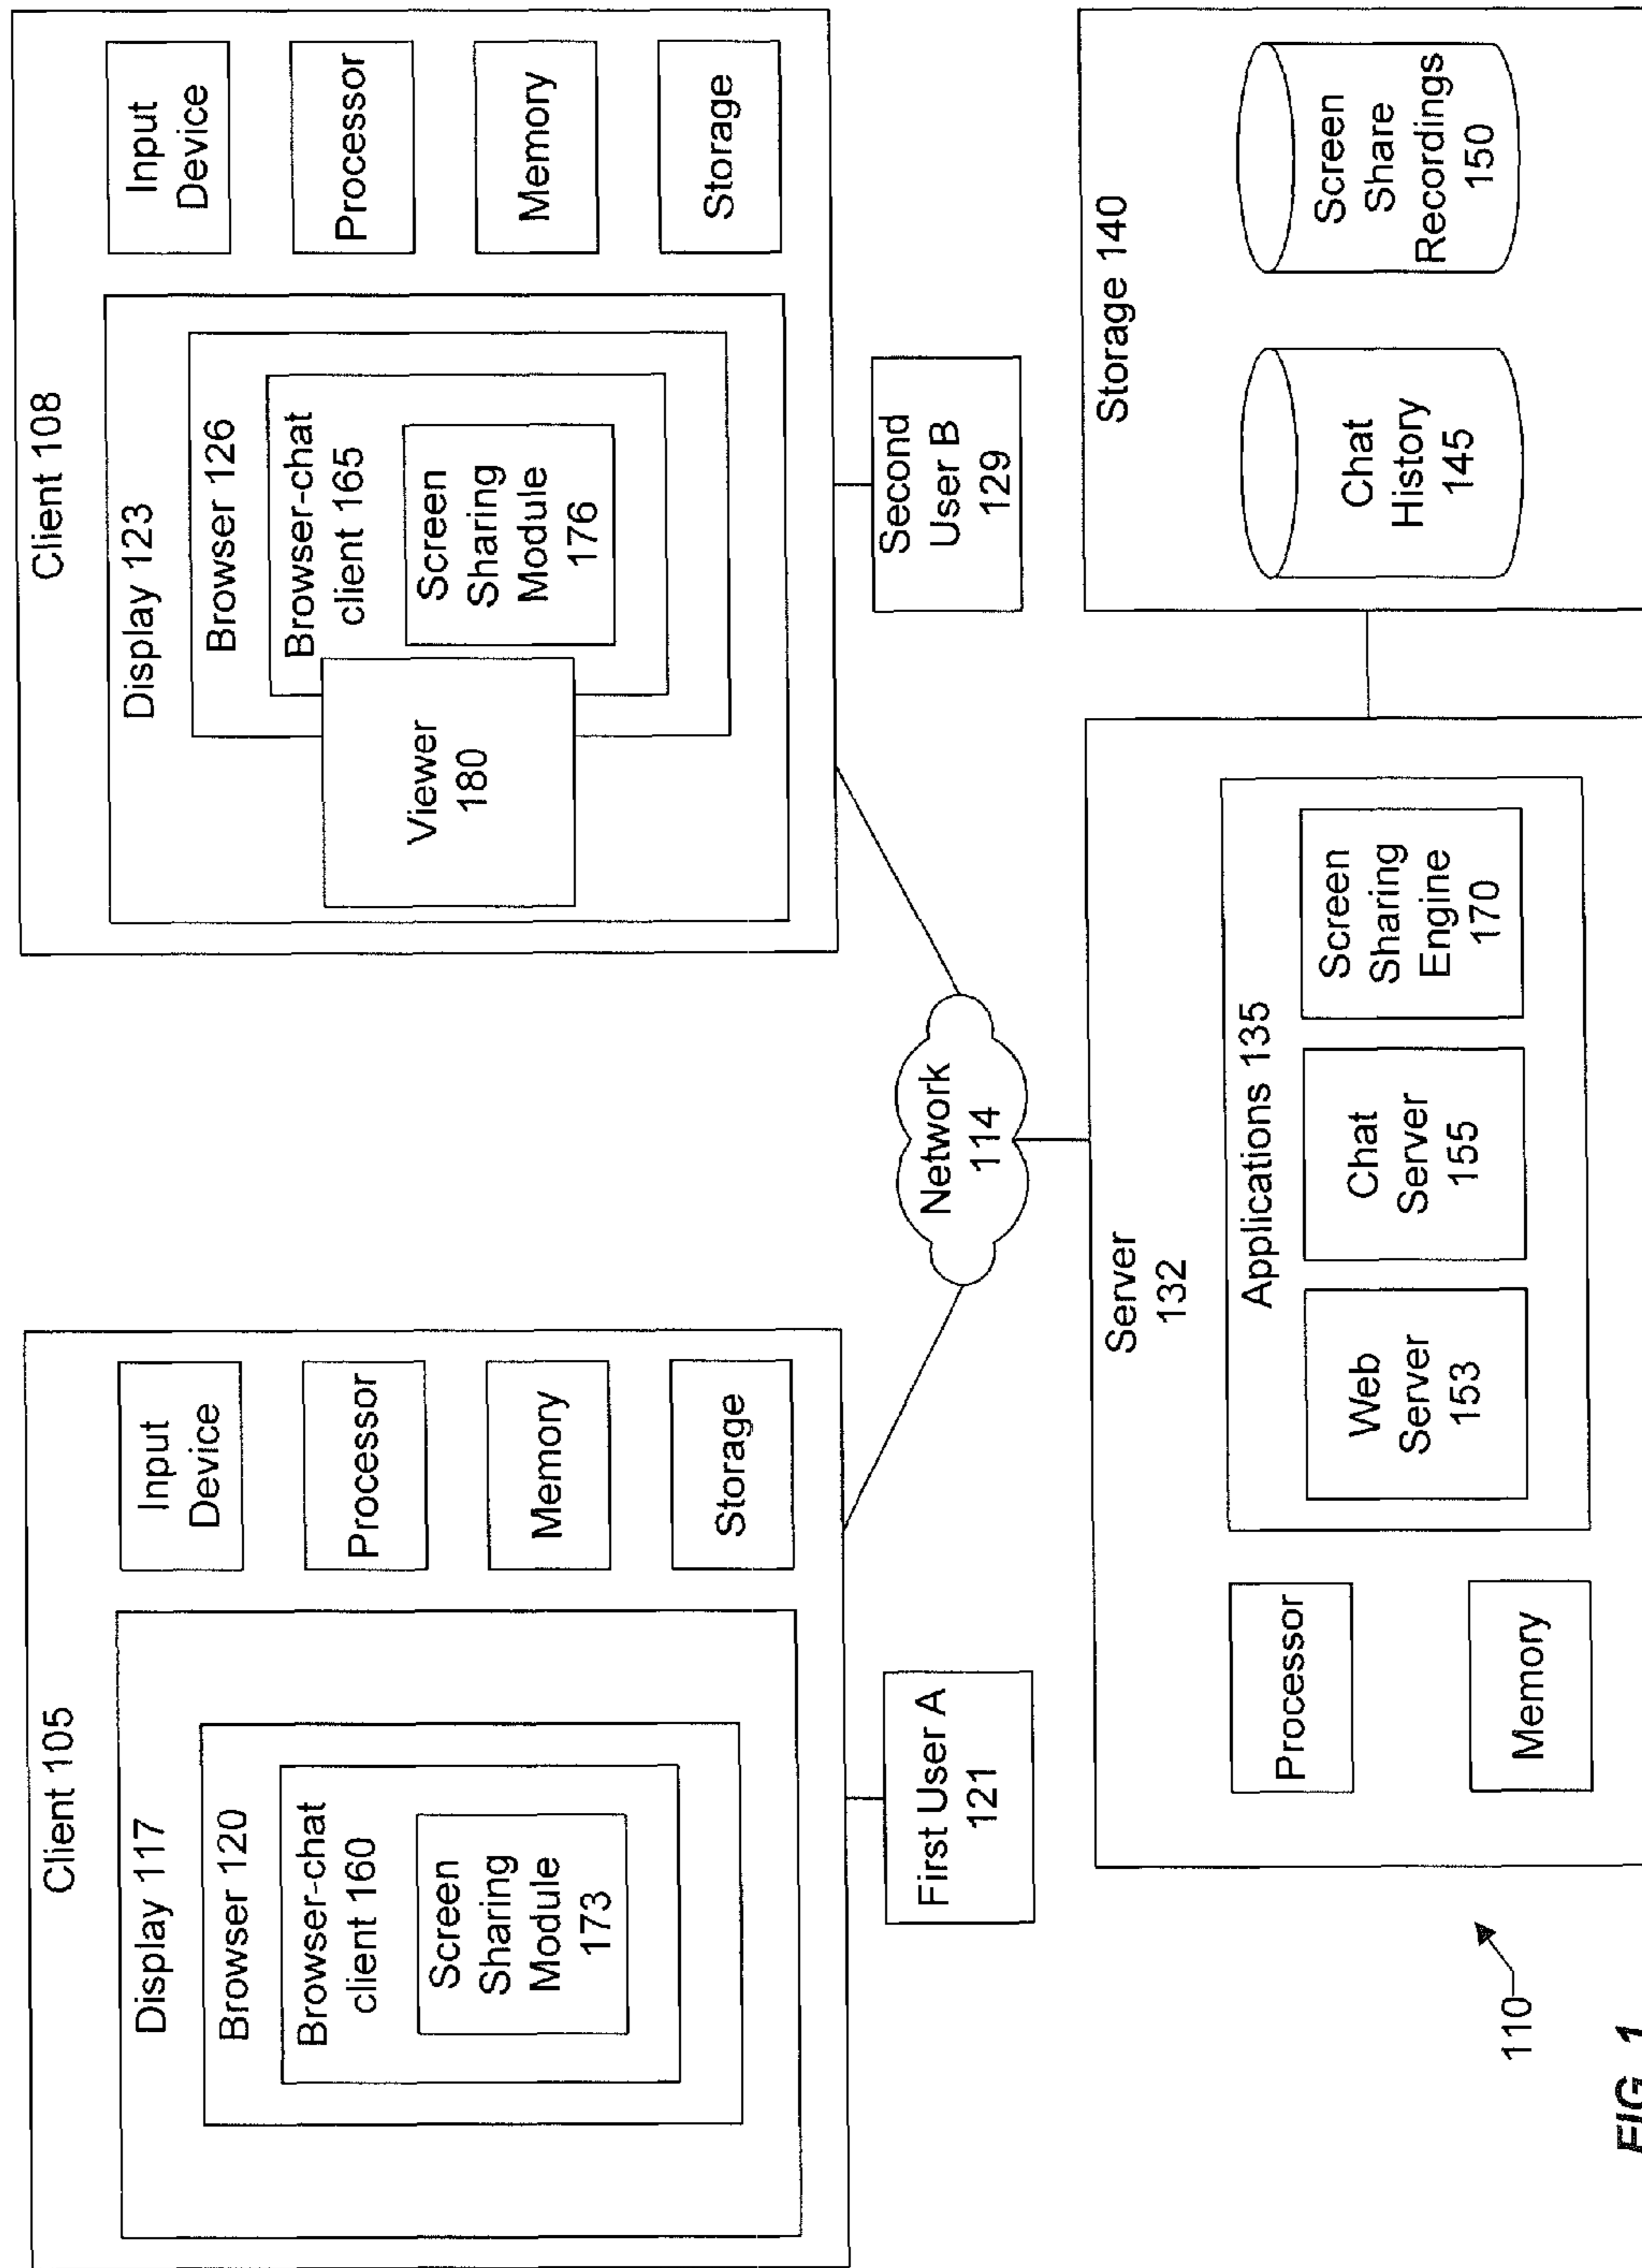 Client 105
Display 117
Browser 120
Browser-chat
client 160
Screen
Sharing
Module
173
Input
Device
Processor
Memory
Storage
First User A
121
Client 108
Display 123
Browser 126
Browser-chat
client 165
Screen
Sharing
Module
176
Viewer
180
Input
Device
Processor
Memory
Storage
Second
User B
129
Network
114
Server
132
Processor
Memory
Applications 135
Web
Server
153
Chat
Server
155
Screen
Sharing
Engine
170
Storage 140
Chat
History
145
Screen
Share
Recordings
150
110
FIG. 1